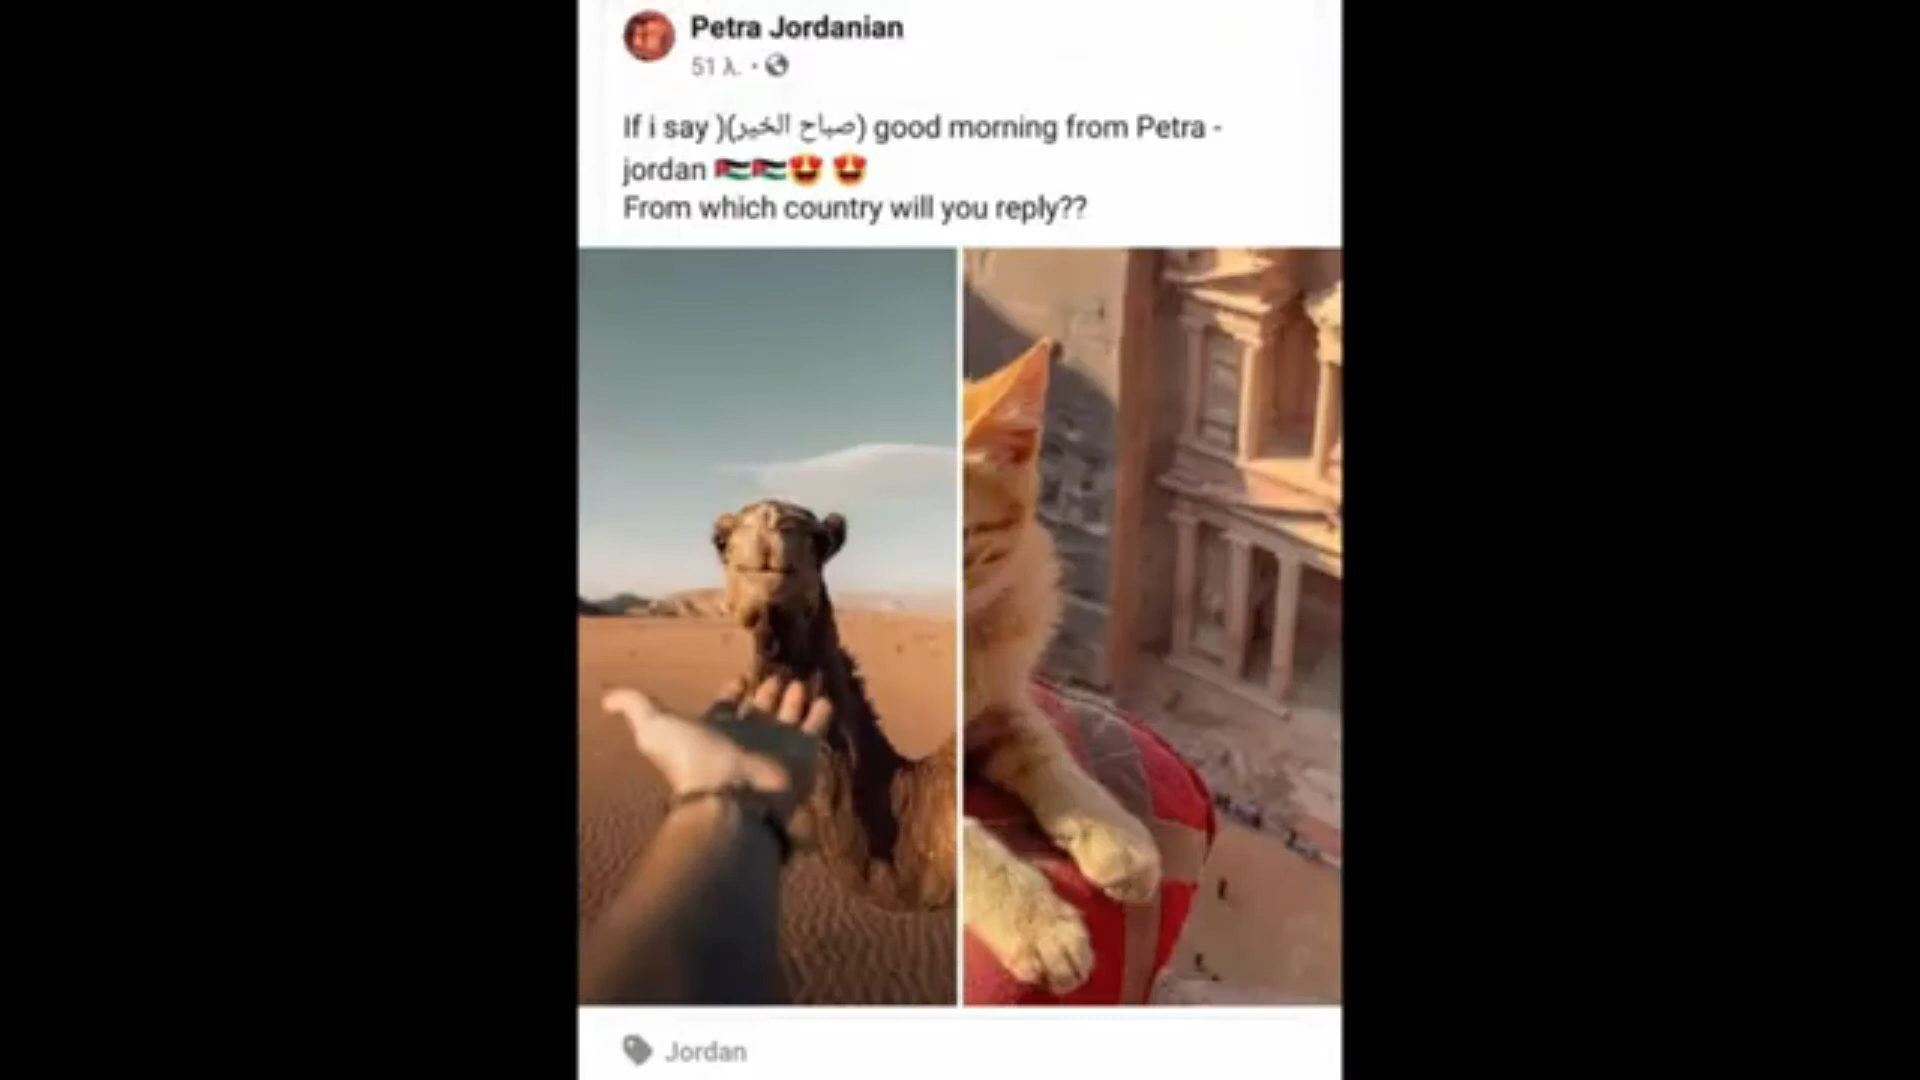 Petra Jordanian
51 λ. •
If i say )(صباح الخير) good morning from Petra -
jordan 🇯🇴🇯🇴😍 😍
From which country will you reply??
Jordan